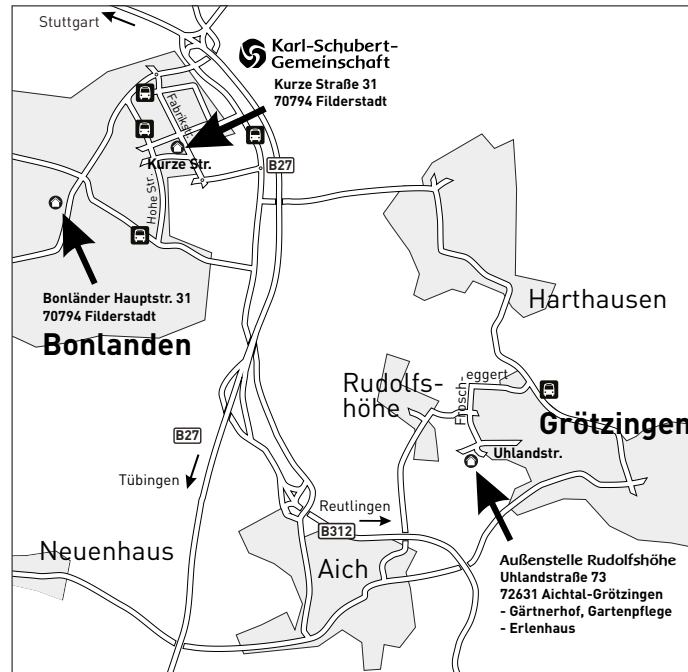 Stuttgart
Karl-Schubert-
Gemeinschaft
Kurze Straße 31
70794 Filderstadt
Fabrikstr.
Kurze Str.
B27
Hohe Str.
Bonländer Hauptstr. 31
70794 Filderstadt
Bonlanden
Harthausen
Rudolfs-
höhe
Frosch-
eggert
Grötzingen
Uhlandstr.
B27
Tübingen
Reutlingen
B312
Neuenhaus
Aich
Außenstelle Rudolfshöhe
Uhlandstraße 73
72631 Aichtal-Grötzingen
- Gärtnerhof, Gartenpflege
- Erlenhaus